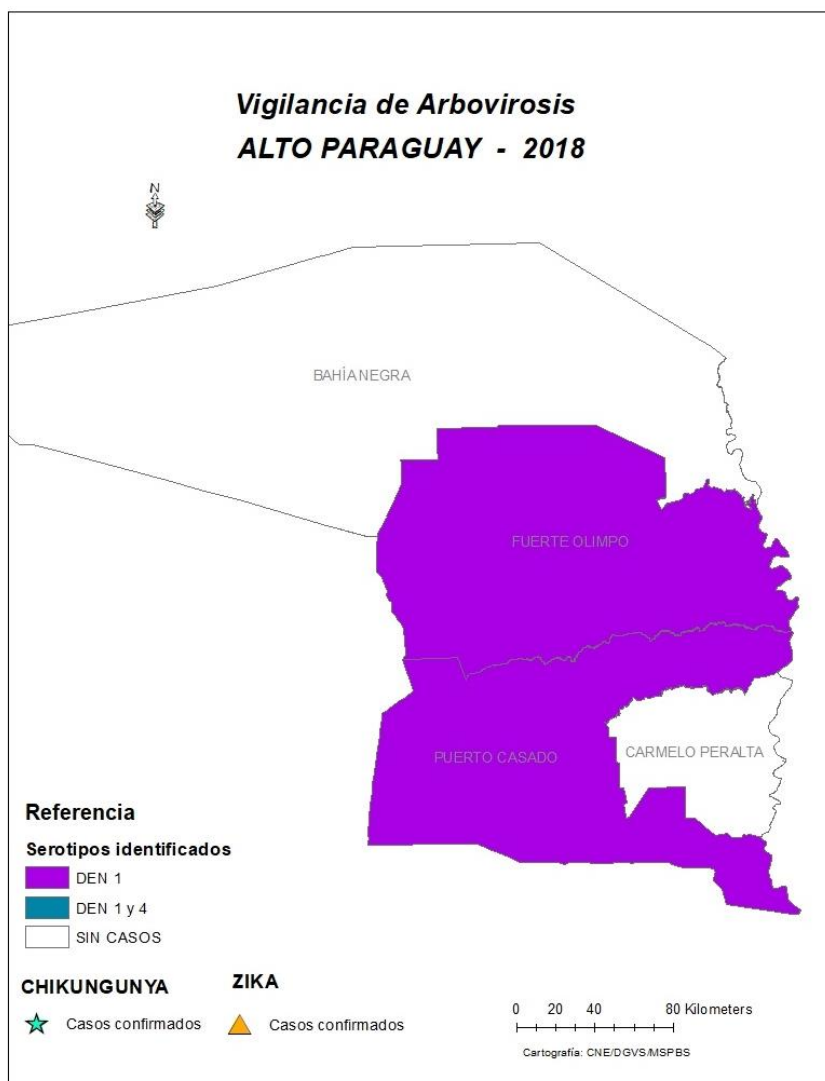 Vigilancia de Arbovirosis
ALTO PARAGUAY - 2018
N
BAHÍA NEGRA
FUERTE OLIMPO
PUERTO CASADO
CARMELO PERALTA
Referencia
Serotipos identificados
DEN 1
DEN 1 y 4
SIN CASOS
CHIKUNGUNYA
Casos confirmados
ZIKA
Casos confirmados
0 20 40 80 Kilometers
Cartografía: CNE/DGVS/MSPBS